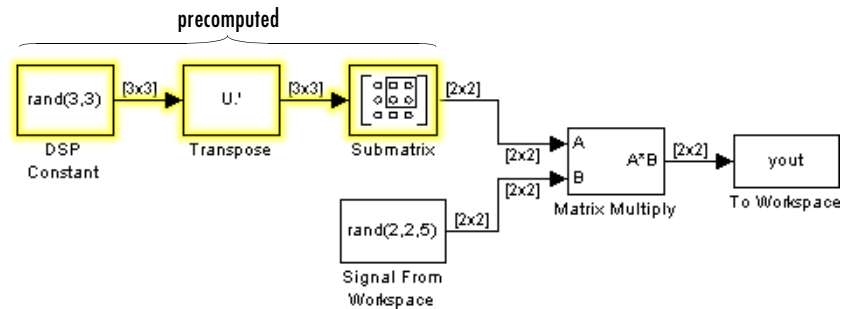 precomputed
rand(3,3)
[3x3]
U.'
[3x3]
[2x2]
DSP
Constant
Transpose
Submatrix
[2x2]
A
B
A*B
[2x2]
yout
[2x2]
Matrix Multiply
To Workspace
rand(2,2,5)
[2x2]
Signal From
Workspace